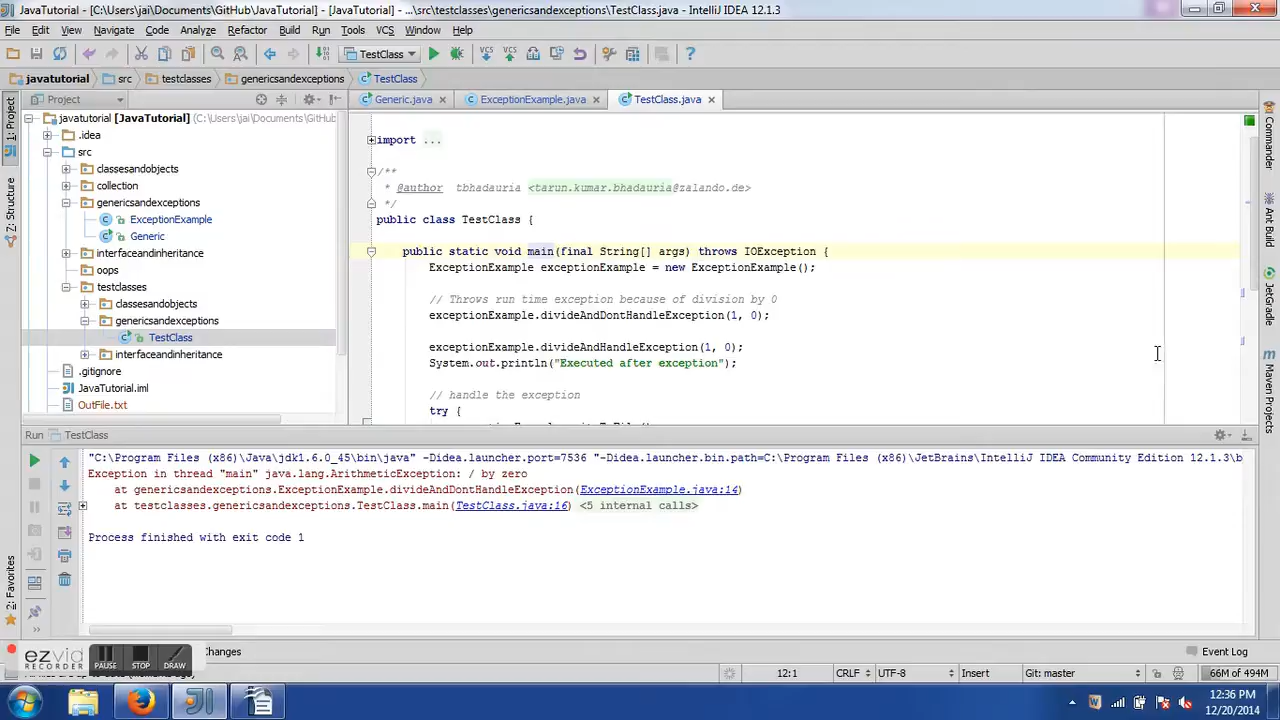 JavaTutorial - [C:\Users\jai\Documents\GitHub\JavaTutorial] - [JavaTutorial] - ...\src\testclasses\genericsandexceptions\TestClass.java - IntelliJ IDEA 12.1.3
File Edit View Navigate Code Analyze Refactor Build Run Tools VCS Window Help
TestClass
javatutorial src testclasses genericsandexceptions TestClass
Project
Generic.java ExceptionExample.java TestClass.java
1: Project
Z: Structure
2: Favorites
javatutorial [JavaTutorial] (C:\Users\jai\Documents\GitHub
.idea
src
classesandobjects
collection
genericsandexceptions
ExceptionExample
Generic
interfaceandinheritance
oops
testclasses
classesandobjects
genericsandexceptions
TestClass
interfaceandinheritance
.gitignore
JavaTutorial.iml
OutFile.txt
import ...
/**
* @author tbhadauria <tarun.kumar.bhadauria@zalando.de>
*/
public class TestClass {
public static void main(final String[] args) throws IOException {
ExceptionExample exceptionExample = new ExceptionExample();
// Throws run time exception because of division by 0
exceptionExample.divideAndDontHandleException(1, 0);
exceptionExample.divideAndHandleException(1, 0);
System.out.println("Executed after exception");
// handle the exception
try {
Commander
Ant Build
JetGradle
Maven Projects
Run TestClass
"C:\Program Files (x86)\Java\jdk1.6.0_45\bin\java" -Didea.launcher.port=7536 "-Didea.launcher.bin.path=C:\Program Files (x86)\JetBrains\IntelliJ IDEA Community Edition 12.1.3\b
Exception in thread "main" java.lang.ArithmeticException: / by zero
at genericsandexceptions.ExceptionExample.divideAndDontHandleException(ExceptionExample.java:14)
at testclasses.genericsandexceptions.TestClass.main(TestClass.java:16) <5 internal calls>
Process finished with exit code 1
ezvid
RECORDER
PAUSE STOP DRAW
Changes
Event Log
12:1 CRLF UTF-8 Insert Git: master 66M of 494M
12:36 PM
12/20/2014